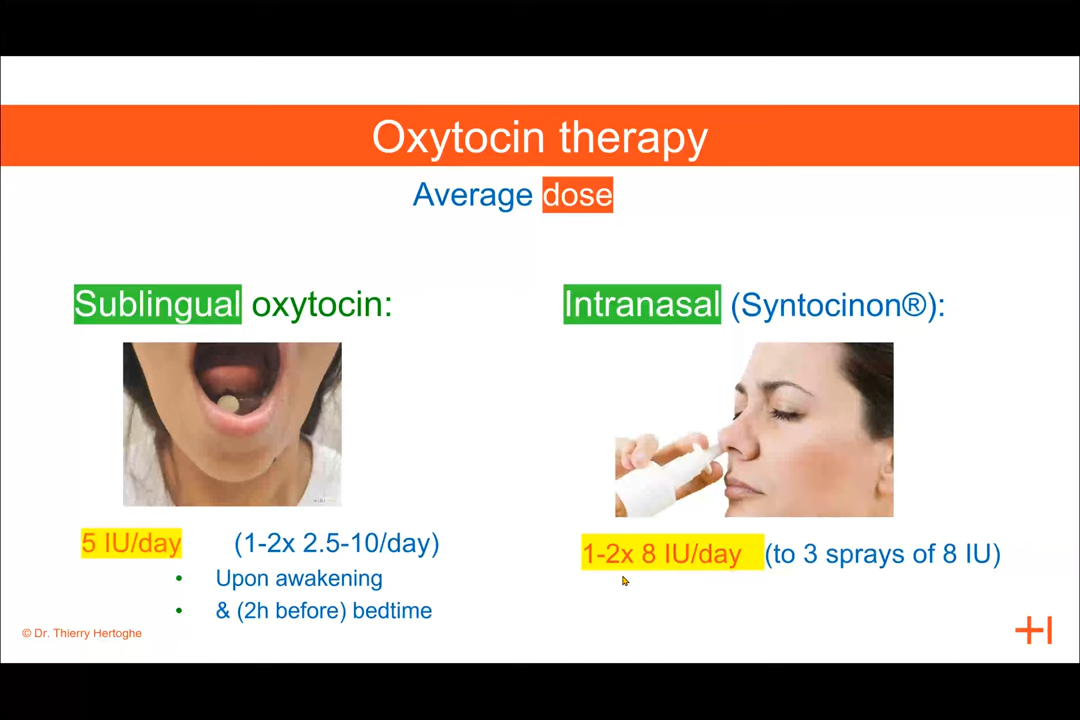 Oxytocin therapy
Average dose
Sublingual oxytocin:
5 IU/day (1-2x 2.5-10/day)
• Upon awakening
• & (2h before) bedtime
Intranasal (Syntocinon®):
1-2x 8 IU/day (to 3 sprays of 8 IU)
© Dr. Thierry Hertoghe